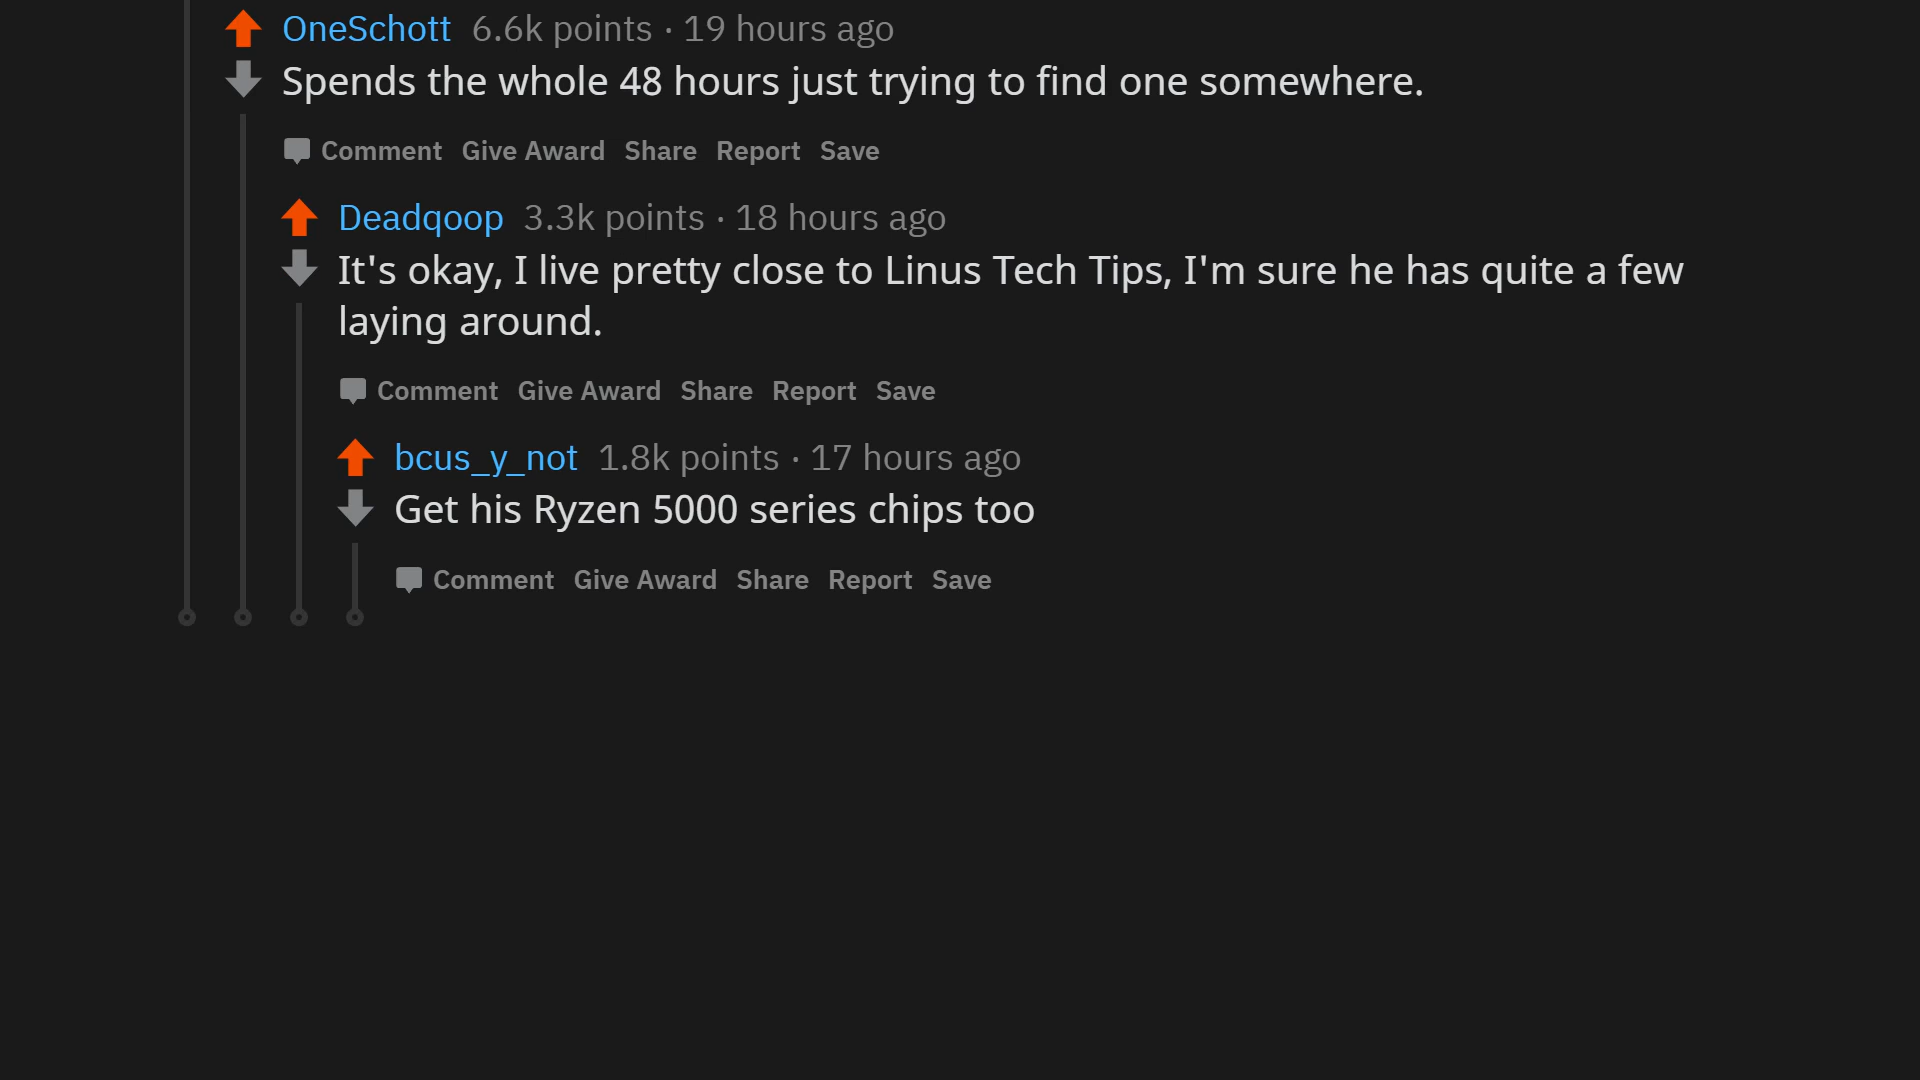 OneSchott 6.6k points · 19 hours ago
Spends the whole 48 hours just trying to find one somewhere.
Comment Give Award Share Report Save
Deadqoop 3.3k points · 18 hours ago
It's okay, I live pretty close to Linus Tech Tips, I'm sure he has quite a few
laying around.
Comment Give Award Share Report Save
bcus_y_not 1.8k points · 17 hours ago
Get his Ryzen 5000 series chips too
Comment Give Award Share Report Save